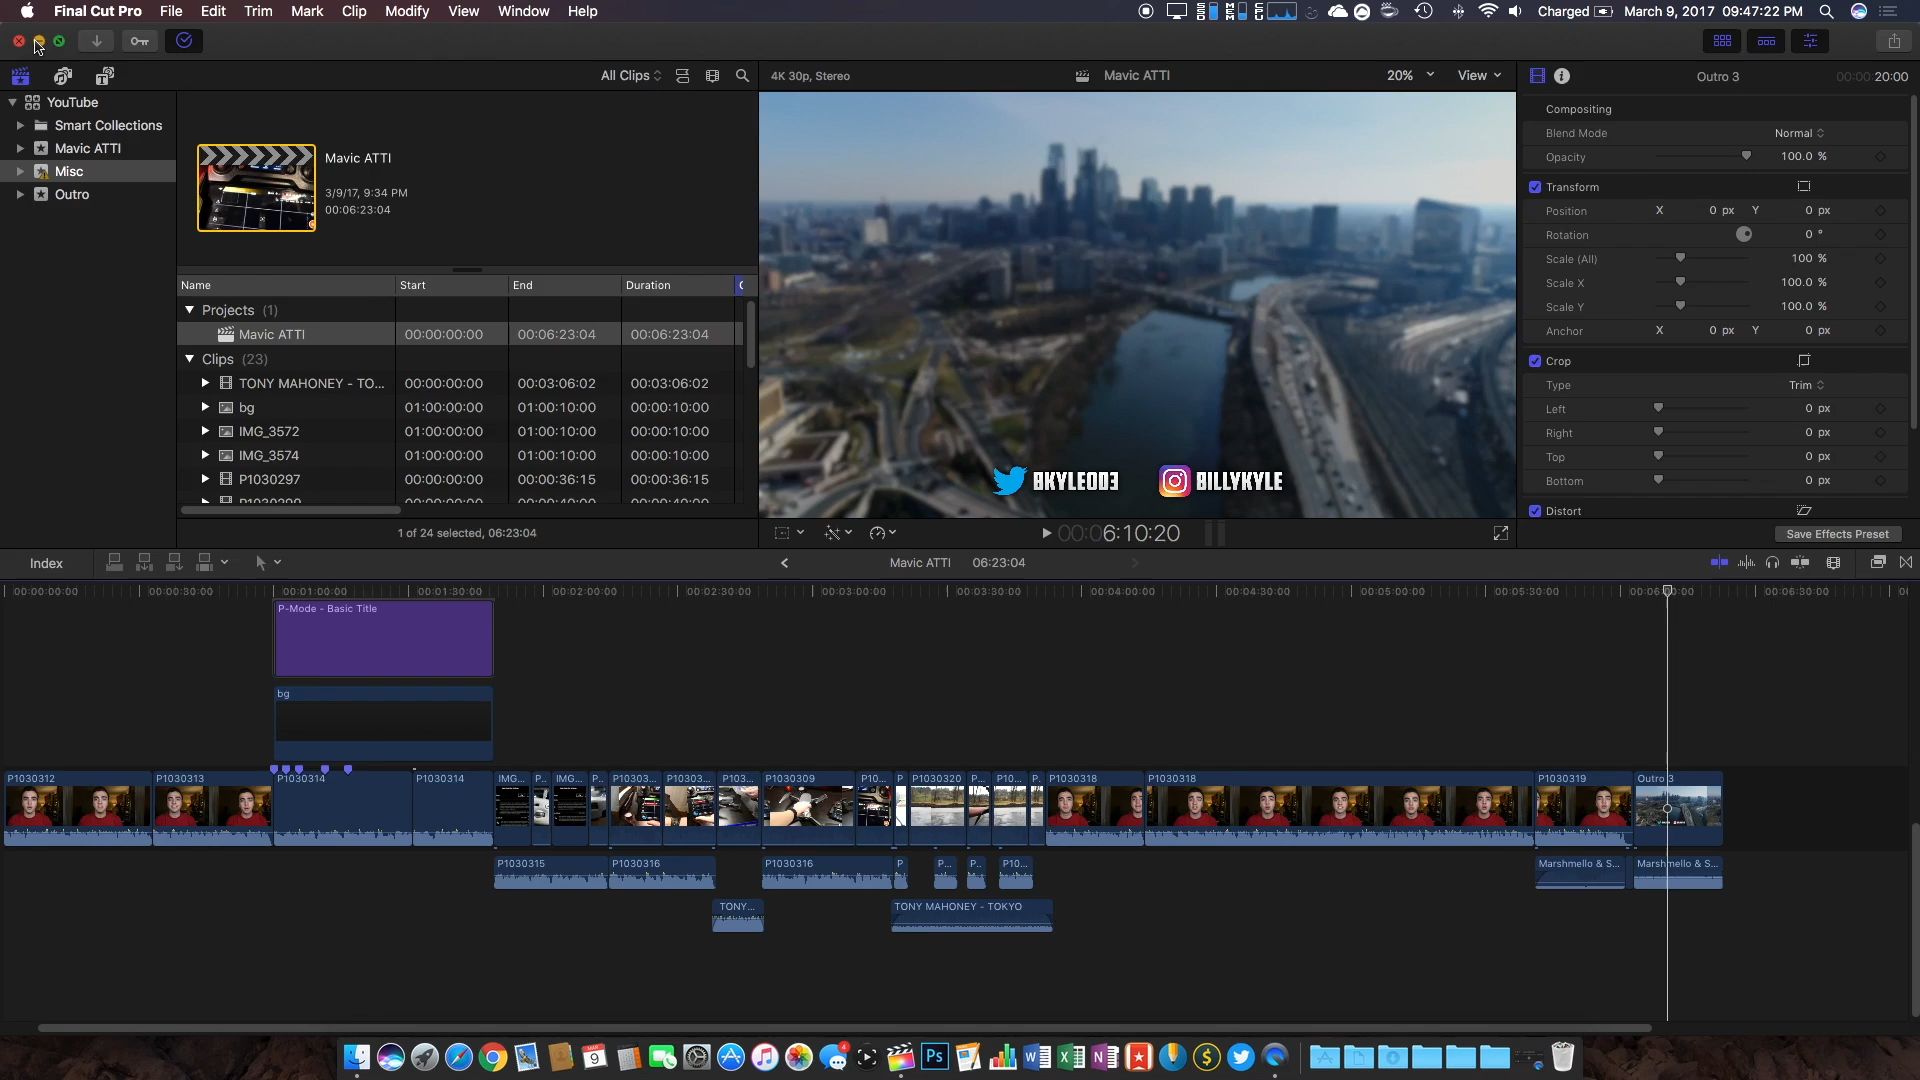 Final Cut Pro File Edit Trim Mark Clip Modify View Window Help
Charged March 9, 2017 09:47:22 PM
All Clips
4K 30p, Stereo
Mavic ATTI
20%
View
Outro 3
00:00:20:00
YouTube
Smart Collections
Mavic ATTI
Misc
Outro
Mavic ATTI
3/9/17, 9:34 PM
00:06:23:04
Name Start End Duration
Projects (1)
Mavic ATTI 00:00:00:00 00:06:23:04 00:06:23:04
Clips (23)
TONY MAHONEY - TO... 00:00:00:00 00:03:06:02 00:03:06:02
bg 01:00:00:00 01:00:10:00 00:00:10:00
IMG_3572 01:00:00:00 01:00:10:00 00:00:10:00
IMG_3574 01:00:00:00 01:00:10:00 00:00:10:00
P1030297 00:00:00:00 00:00:36:15 00:00:36:15
1 of 24 selected, 06:23:04
BKYLE003 BILLYKYLE
00:00:6:10:20
Compositing
Blend Mode Normal
Opacity 100.0 %
Transform
Position X 0 px Y 0 px
Rotation 0 °
Scale (All) 100 %
Scale X 100.0 %
Scale Y 100.0 %
Anchor X 0 px Y 0 px
Crop
Type Trim
Left 0 px
Right 0 px
Top 0 px
Bottom 0 px
Distort
Save Effects Preset
Index
Mavic ATTI 06:23:04
00:00:00:00 00:00:30:00 00:01:00:00 00:01:30:00 00:02:00:00 00:02:30:00 00:03:00:00 00:03:30:00 00:04:00:00 00:04:30:00 00:05:00:00 00:05:30:00 00:06:00:00 00:06:30:00
P-Mode - Basic Title
bg
P1030312 P1030313 P1030314 P1030314 IMG... P.. IMG... P.. P10303... P10303... P103... P1030309 P10... P P1030320 P... P10... P. P1030318 P1030318 P1030319 Outro 3
P1030315 P1030316 P1030316 P P... P.. P10... Marshmello & S... Marshmello & S...
TONY... TONY MAHONEY - TOKYO
9 4 Ps